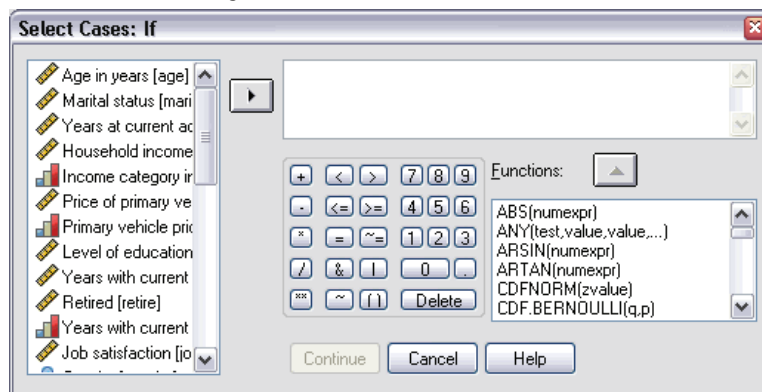 Select Cases: If
Age in years [age]
Marital status [mari
Years at current ad
Household income
Income category in
Price of primary ve
Primary vehicle pric
Level of education
Years with current
Retired [retire]
Years with current
Job satisfaction [jo
+ < > 7 8 9
- <= >= 4 5 6
* = ~= 1 2 3
/ & | 0 .
** ~ () Delete
Functions:
ABS(numexpr)
ANY(test,value,value,...)
ARSIN(numexpr)
ARTAN(numexpr)
CDFNORM(zvalue)
CDF.BERNOULLI(q,p)
Continue Cancel Help